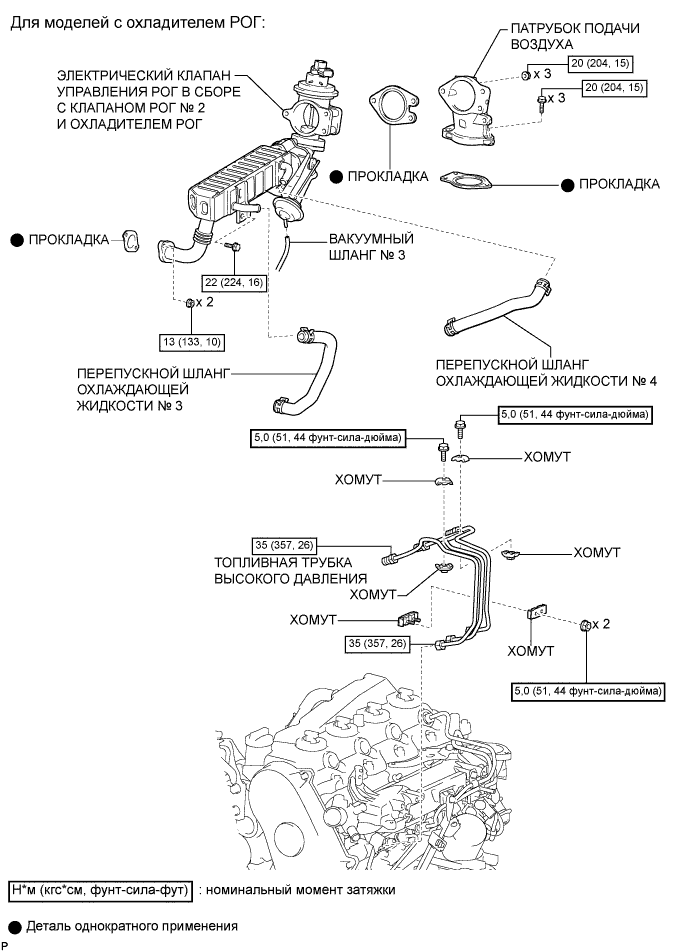 Для моделей с охладителем РОГ:
ПАТРУБОК ПОДАЧИ
ВОЗДУХА
20 (204, 15)
x 3
20 (204, 15)
x 3
ЭЛЕКТРИЧЕСКИЙ КЛАПАН
УПРАВЛЕНИЯ РОГ В СБОРЕ
С КЛАПАНОМ РОГ № 2
И ОХЛАДИТЕЛЕМ РОГ
ПРОКЛАДКА
ПРОКЛАДКА
ПРОКЛАДКА
ВАКУУМНЫЙ
ШЛАНГ № 3
22 (224, 16)
x 2
13 (133, 10)
ПЕРЕПУСКНОЙ ШЛАНГ
ОХЛАЖДАЮЩЕЙ
ЖИДКОСТИ № 3
ПЕРЕПУСКНОЙ ШЛАНГ
ОХЛАЖДАЮЩЕЙ ЖИДКОСТИ № 4
5,0 (51, 44 фунт-сила-дюйма)
5,0 (51, 44 фунт-сила-дюйма)
ХОМУТ
ХОМУТ
35 (357, 26)
ТОПЛИВНАЯ ТРУБКА
ВЫСОКОГО ДАВЛЕНИЯ
ХОМУТ
ХОМУТ
ХОМУТ
x 2
35 (357, 26)
ХОМУТ
5,0 (51, 44 фунт-сила-дюйма)
Н*м (кгс*см, фунт-сила-фут) : номинальный момент затяжки
Деталь однократного применения
P